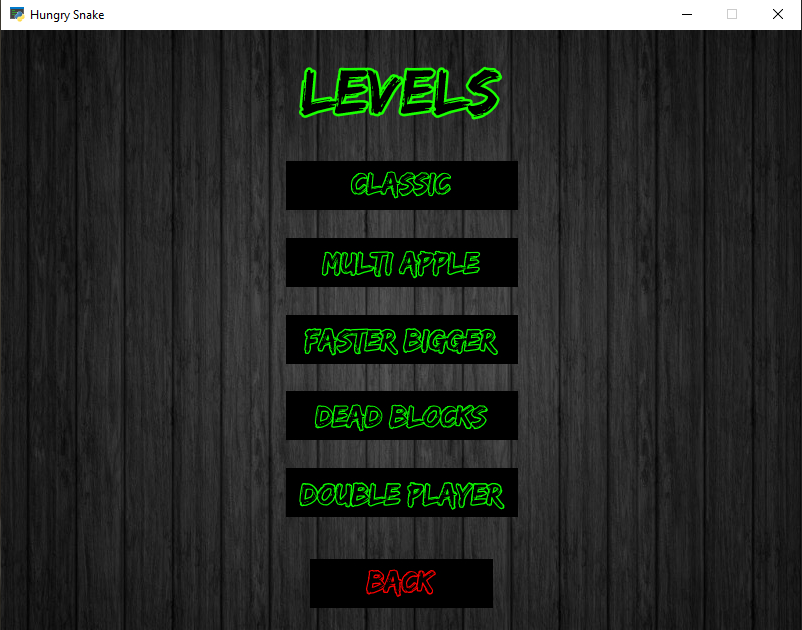 Hungry Snake
LEVELS
CLASSIC
MULTI APPLE
FASTER BIGGER
DEAD BLOCKS
DOUBLE PLAYER
BACK